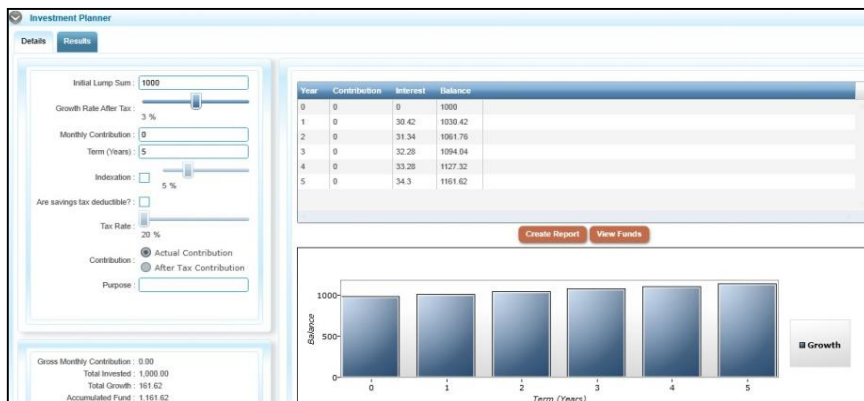 Investment Planner
Details
Results
Initial Lump Sum : 1000
Growth Rate After Tax :
3 %
Monthly Contribution : 0
Term (Years) : 5
Indexation :
5 %
Are savings tax deductible? :
Tax Rate :
20 %
Contribution : Actual Contribution
After Tax Contribution
Purpose :
Gross Monthly Contribution : 0.00
Total Invested : 1,000.00
Total Growth : 161.62
Accumulated Fund : 1,161.62
Year Contribution Interest Balance
0 0 0 1000
1 0 30.42 1030.42
2 0 31.34 1061.76
3 0 32.28 1094.04
4 0 33.28 1127.32
5 0 34.3 1161.62
Create Report View Funds
1000
500
0
Balance
0 1 2 3 4 5
Term (Years)
Growth